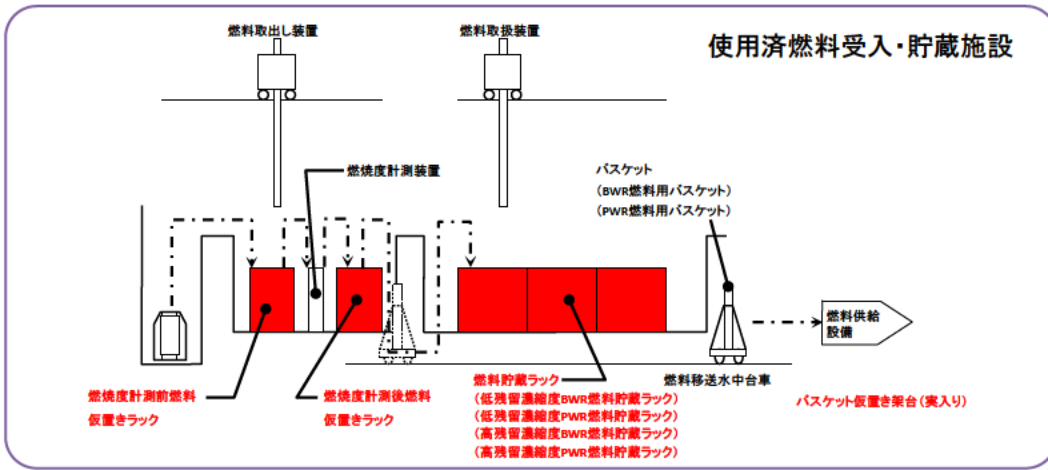 燃料取出し装置
燃料取扱装置
使用済燃料受入・貯蔵施設
燃焼度計測装置
バスケット
(BWR燃料用バスケット)
(PWR燃料用バスケット)
燃料供給
設備
燃焼度計測前燃料
仮置きラック
燃焼度計測後燃料
仮置きラック
燃料貯蔵ラック
(低残留濃縮度BWR燃料貯蔵ラック)
(低残留濃縮度PWR燃料貯蔵ラック)
(高残留濃縮度BWR燃料貯蔵ラック)
(高残留濃縮度PWR燃料貯蔵ラック)
燃料移送水中台車
バスケット仮置き架台(実入り)